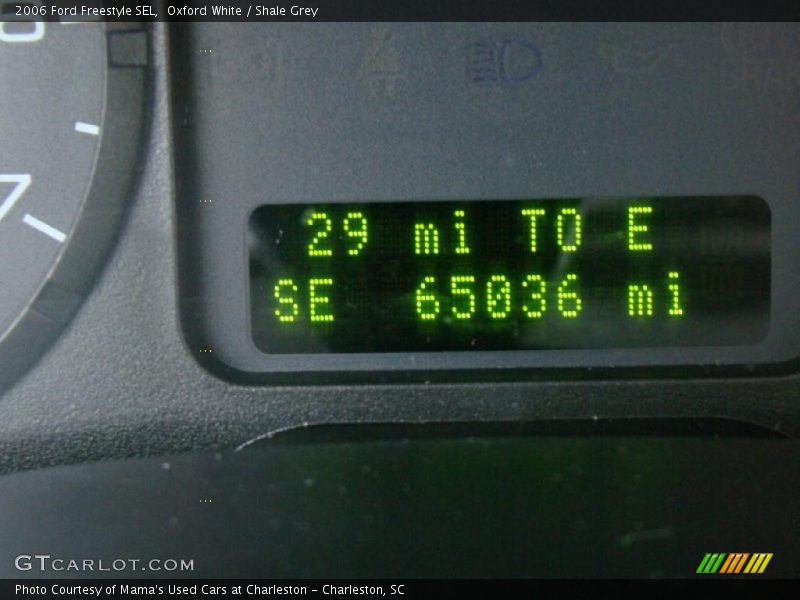 2006 Ford Freestyle SEL,  Oxford White / Shale Grey
7
29 mi TO E
SE 65036 mi
GTCARLOT.COM
Photo Courtesy of Mama's Used Cars at Charleston - Charleston, SC